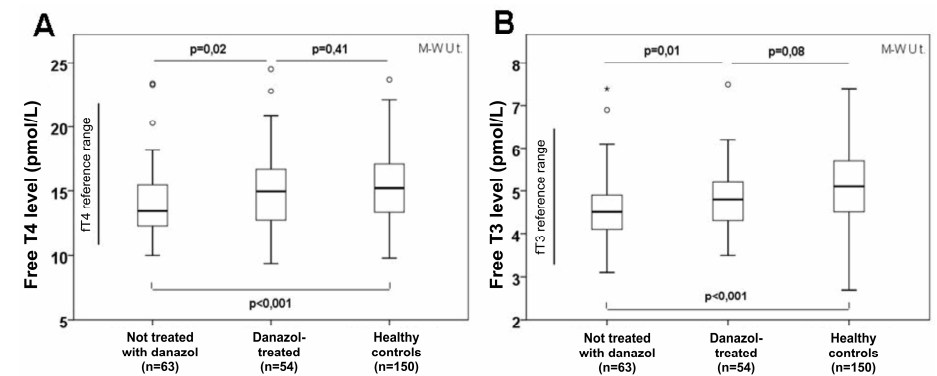 A
B
p=0,02
p=0,41
M-W U t.
p=0,01
p=0,08
M-W U t.
25
20
15
10
5
8
7
6
5
4
3
2
Free T4 level (pmol/L)
fT4 reference range
Free T3 level (pmol/L)
fT3 reference range
*
p<0,001
p<0,001
Not treated
with danazol
(n=63)
Danazol-
treated
(n=54)
Healthy
controls
(n=150)
Not treated
with danazol
(n=63)
Danazol-
treated
(n=54)
Healthy
controls
(n=150)